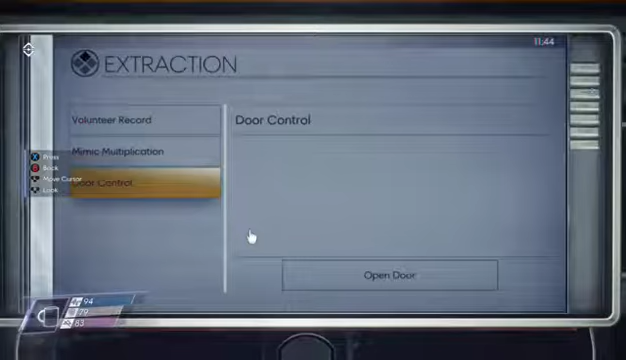 11:44
EXTRACTION
Volunteer Record
Door Control
Mimic Multiplication
Press
Back
Move Cursor
Door Control
Look
Open Door
94
79